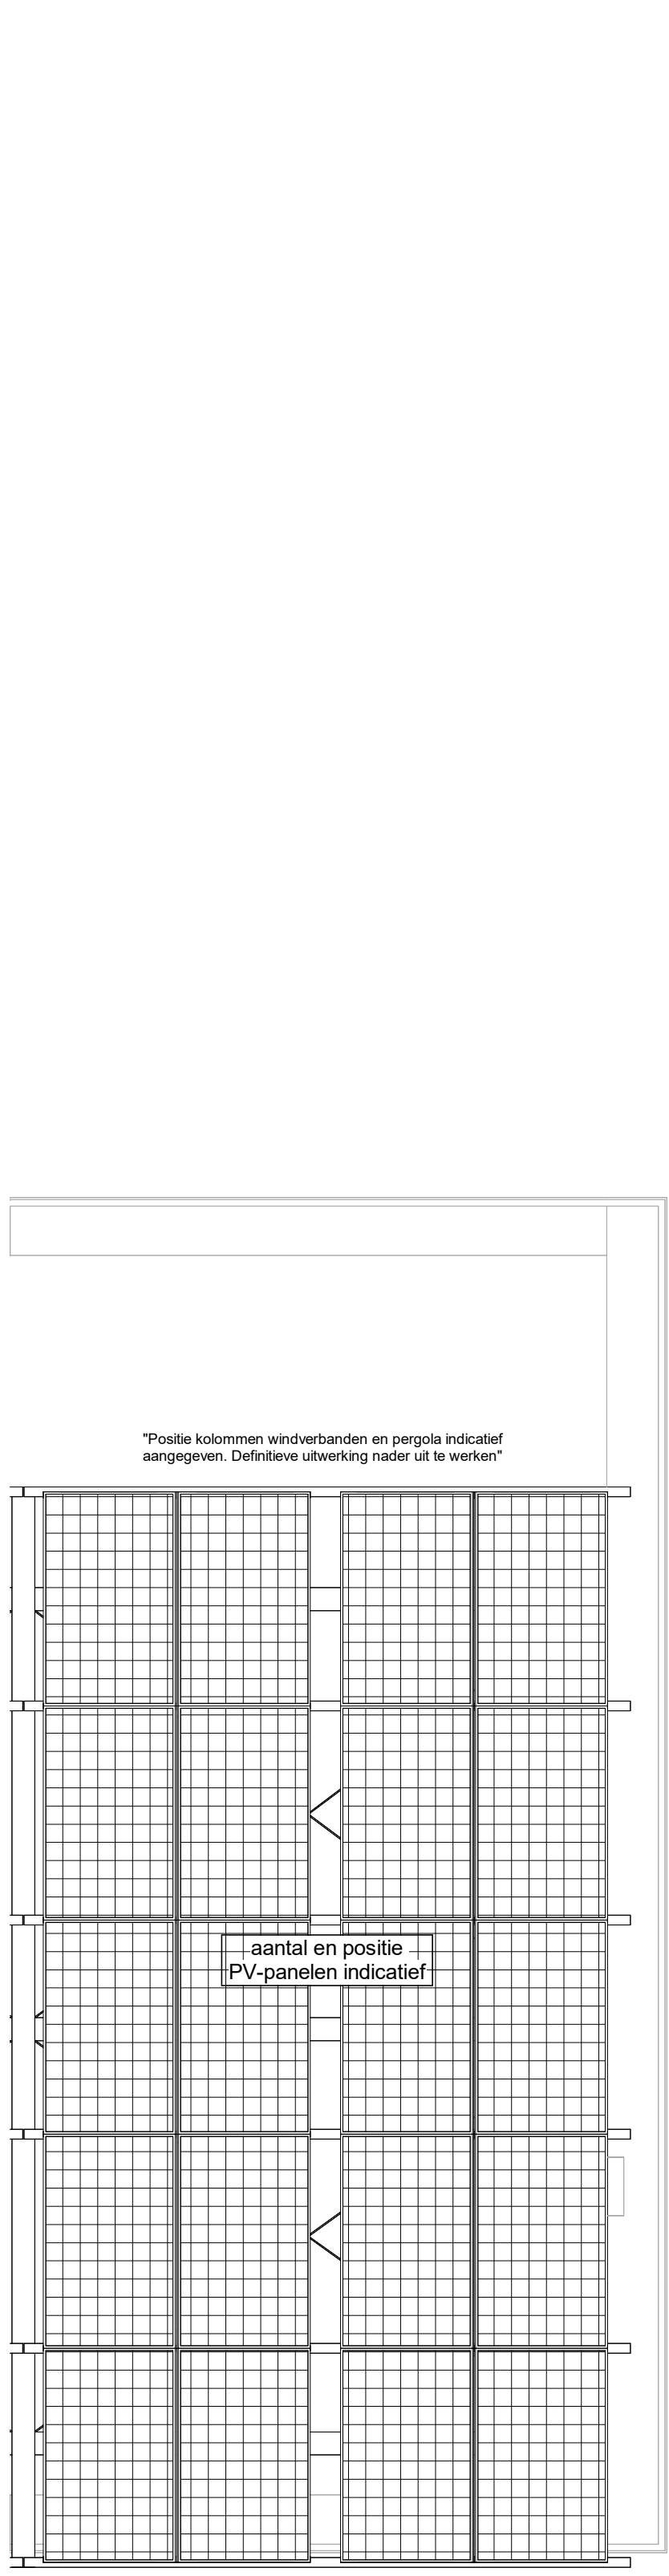 "Positie kolommen windverbanden en pergola indicatief
aangegeven. Definitieve uitwerking nader uit te werken"
aantal en positie
PV-panelen indicatief